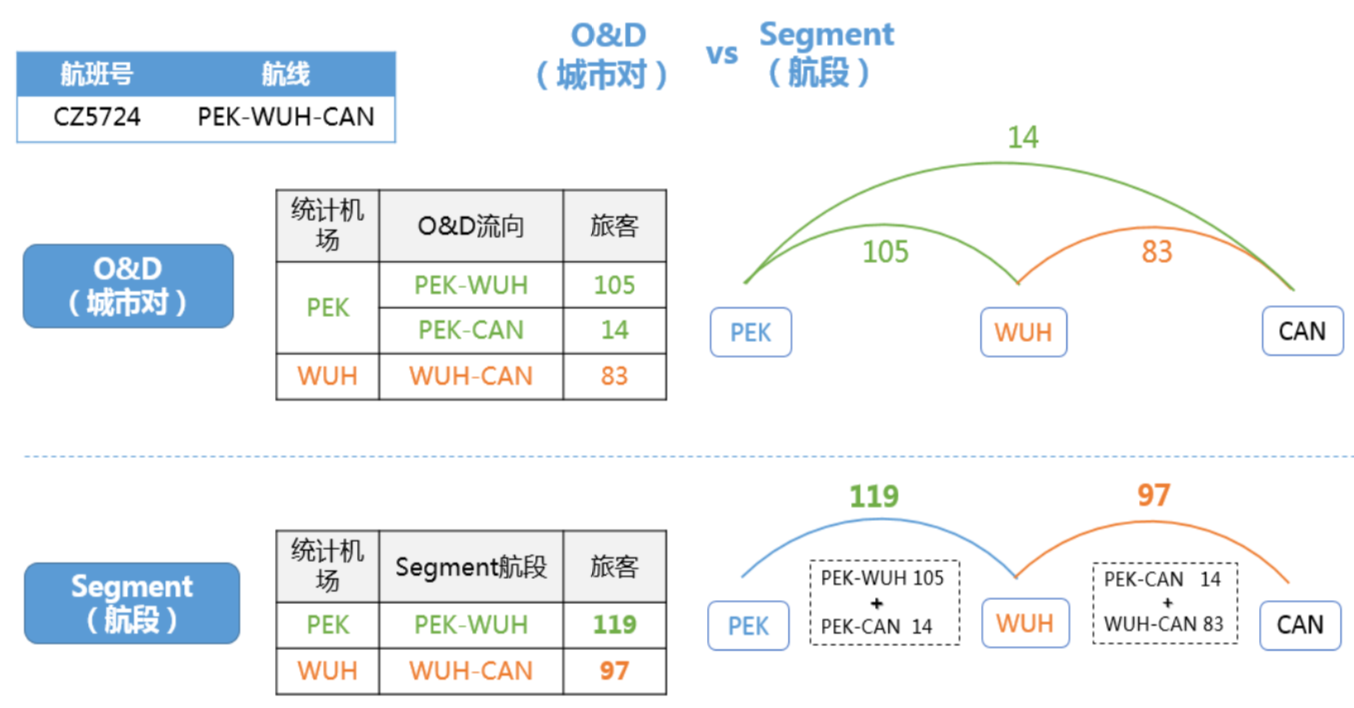 O&D
（城市对）
vs
Segment
（航段）
航班号 航线
CZ5724 PEK-WUH-CAN
O&D
（城市对）
统计机
场
O&D流向
旅客
PEK
PEK-WUH 105
PEK-CAN 14
WUH WUH-CAN 83
14
105
83
PEK
WUH
CAN
Segment
（航段）
统计机
场
Segment航段
旅客
PEK PEK-WUH 119
WUH WUH-CAN 97
119
97
PEK-WUH 105
+
PEK-CAN 14
PEK-CAN 14
+
WUH-CAN 83
PEK
WUH
CAN